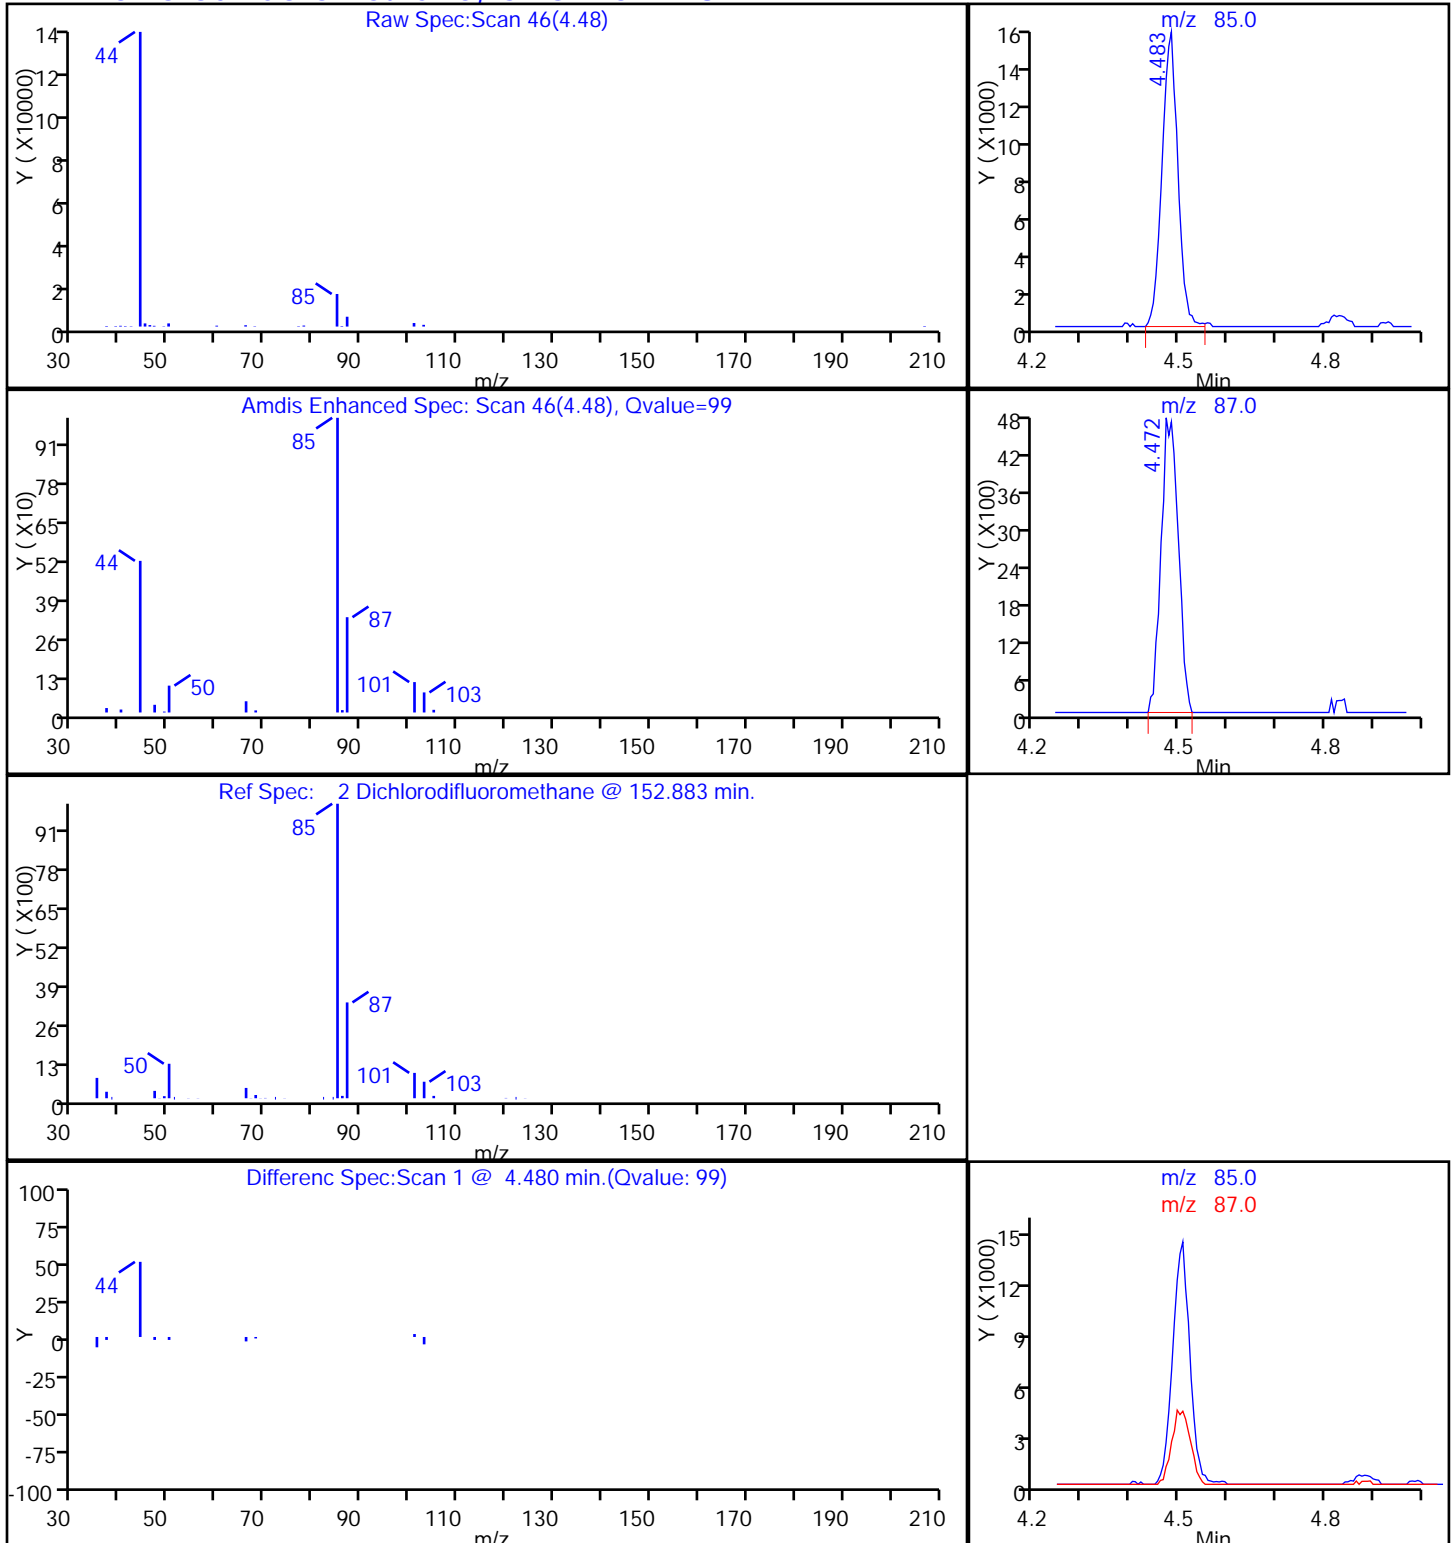 Raw Spec:Scan 46(4.48)
Y ( X10000)
14
12
10
8
6
4
2
0
44
85
30 50 70 90 110 130 150 170 190 210
m/z
m/z 85.0
Y ( X1000)
16
14
12
10
8
6
4
2
0
4.483
4.2 4.5 4.8
Min
Amdis Enhanced Spec: Scan 46(4.48), Qvalue=99
Y ( X10)
91
78
65
52
39
26
13
0
85
44
87
50
101
103
30 50 70 90 110 130 150 170 190 210
m/z
m/z 87.0
Y ( X100)
48
42
36
30
24
18
12
6
0
4.472
4.2 4.5 4.8
Min
Ref Spec: 2 Dichlorodifluoromethane @ 152.883 min.
Y ( X100)
91
78
65
52
39
26
13
0
85
87
50
101
103
30 50 70 90 110 130 150 170 190 210
m/z
Differenc Spec:Scan 1 @ 4.480 min.(Qvalue: 99)
Y
100
75
50
25
0
-25
-50
-75
-100
44
30 50 70 90 110 130 150 170 190 210
m/z
m/z 85.0
m/z 87.0
Y ( X1000)
15
12
9
6
3
0
4.2 4.5 4.8
Min